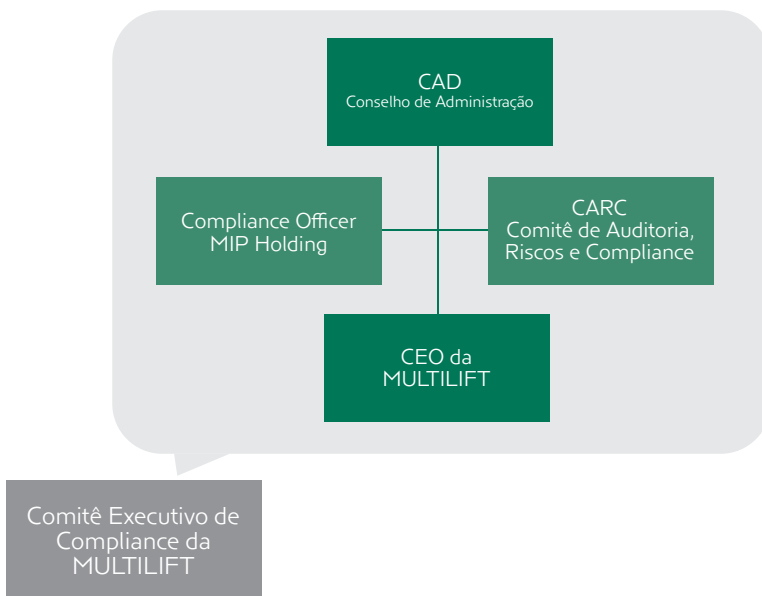 CAD
Conselho de Administração
Compliance Officer
MIP Holding
CARC
Comitê de Auditoria,
Riscos e Compliance
CEO da
MULTILIFT
Comitê Executivo de
Compliance da
MULTILIFT